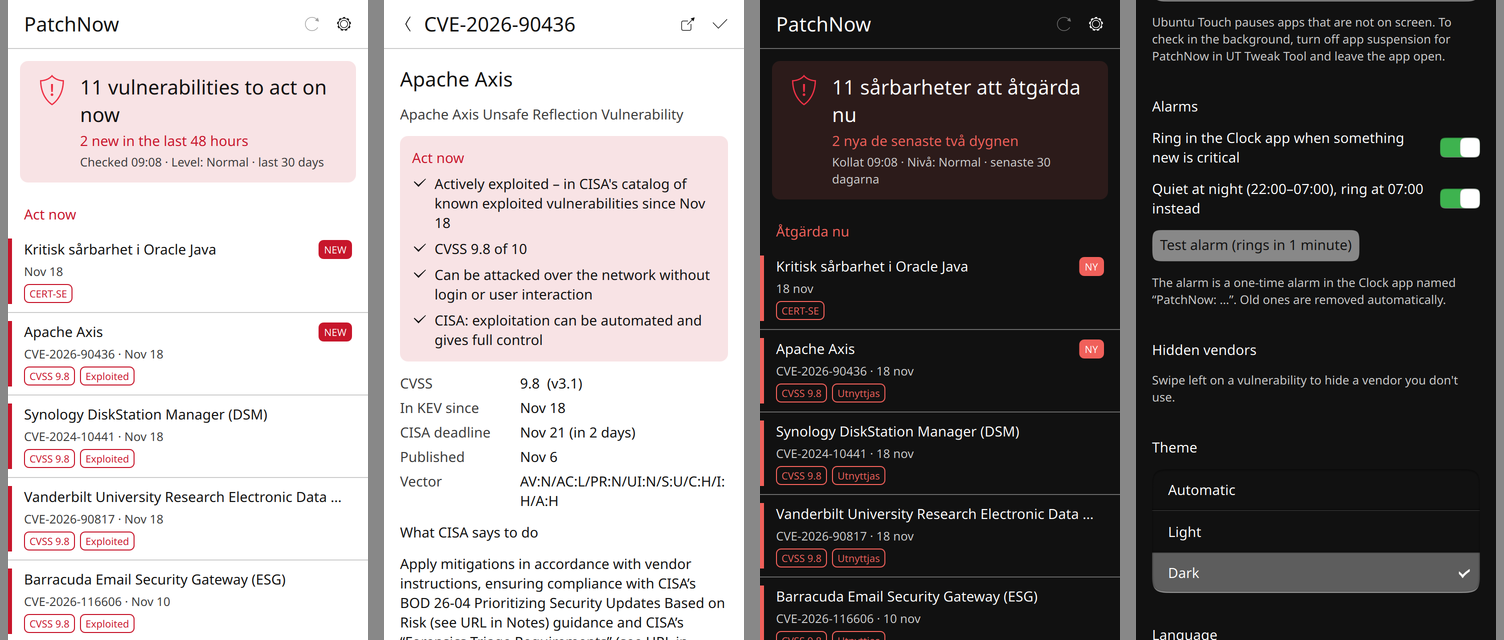 PatchNow
11 vulnerabilities to act on
now
2 new in the last 48 hours
Checked 09:08 · Level: Normal · last 30 days
Act now
Kritisk sårbarhet i Oracle Java
NEW
Nov 18
CERT-SE
Apache Axis
NEW
CVE-2026-90436 · Nov 18
CVSS 9.8 Exploited
Synology DiskStation Manager (DSM)
CVE-2024-10441 · Nov 18
CVSS 9.8 Exploited
Vanderbilt University Research Electronic Data ...
CVE-2026-90817 · Nov 18
CVSS 9.8 Exploited
Barracuda Email Security Gateway (ESG)
CVE-2026-116606 · Nov 10
CVSS 9.8 Exploited
CVE-2026-90436
Apache Axis
Apache Axis Unsafe Reflection Vulnerability
Act now
Actively exploited – in CISA's catalog of
known exploited vulnerabilities since Nov
18
CVSS 9.8 of 10
Can be attacked over the network without
login or user interaction
CISA: exploitation can be automated and
gives full control
CVSS 9.8 (v3.1)
In KEV since Nov 18
CISA deadline Nov 21 (in 2 days)
Published Nov 6
Vector AV:N/AC:L/PR:N/UI:N/S:U/C:H/I:
H/A:H
What CISA says to do
Apply mitigations in accordance with vendor
instructions, ensuring compliance with CISA's
BOD 26-04 Prioritizing Security Updates Based on
Risk (see URL in Notes) guidance and CISA's
"Forensics Triage Requirements" (see URL in
PatchNow
11 sårbarheter att åtgärda
nu
2 nya de senaste två dygnen
Kollat 09:08 · Nivå: Normal · senaste 30
dagarna
Åtgärda nu
Kritisk sårbarhet i Oracle Java
NY
18 nov
CERT-SE
Apache Axis
NY
CVE-2026-90436 · 18 nov
CVSS 9.8 Utnyttjas
Synology DiskStation Manager (DSM)
CVE-2024-10441 · 18 nov
CVSS 9.8 Utnyttjas
Vanderbilt University Research Electronic Data ...
CVE-2026-90817 · 18 nov
CVSS 9.8 Utnyttjas
Barracuda Email Security Gateway (ESG)
CVE-2026-116606 · 10 nov
CVSS 9.8 Utnyttjas
Ubuntu Touch pauses apps that are not on screen. To
check in the background, turn off app suspension for
PatchNow in UT Tweak Tool and leave the app open.
Alarms
Ring in the Clock app when something
new is critical
Quiet at night (22:00–07:00), ring at 07:00
instead
Test alarm (rings in 1 minute)
The alarm is a one-time alarm in the Clock app named
“PatchNow: ...”. Old ones are removed automatically.
Hidden vendors
Swipe left on a vulnerability to hide a vendor you don't
use.
Theme
Automatic
Light
Dark
Language